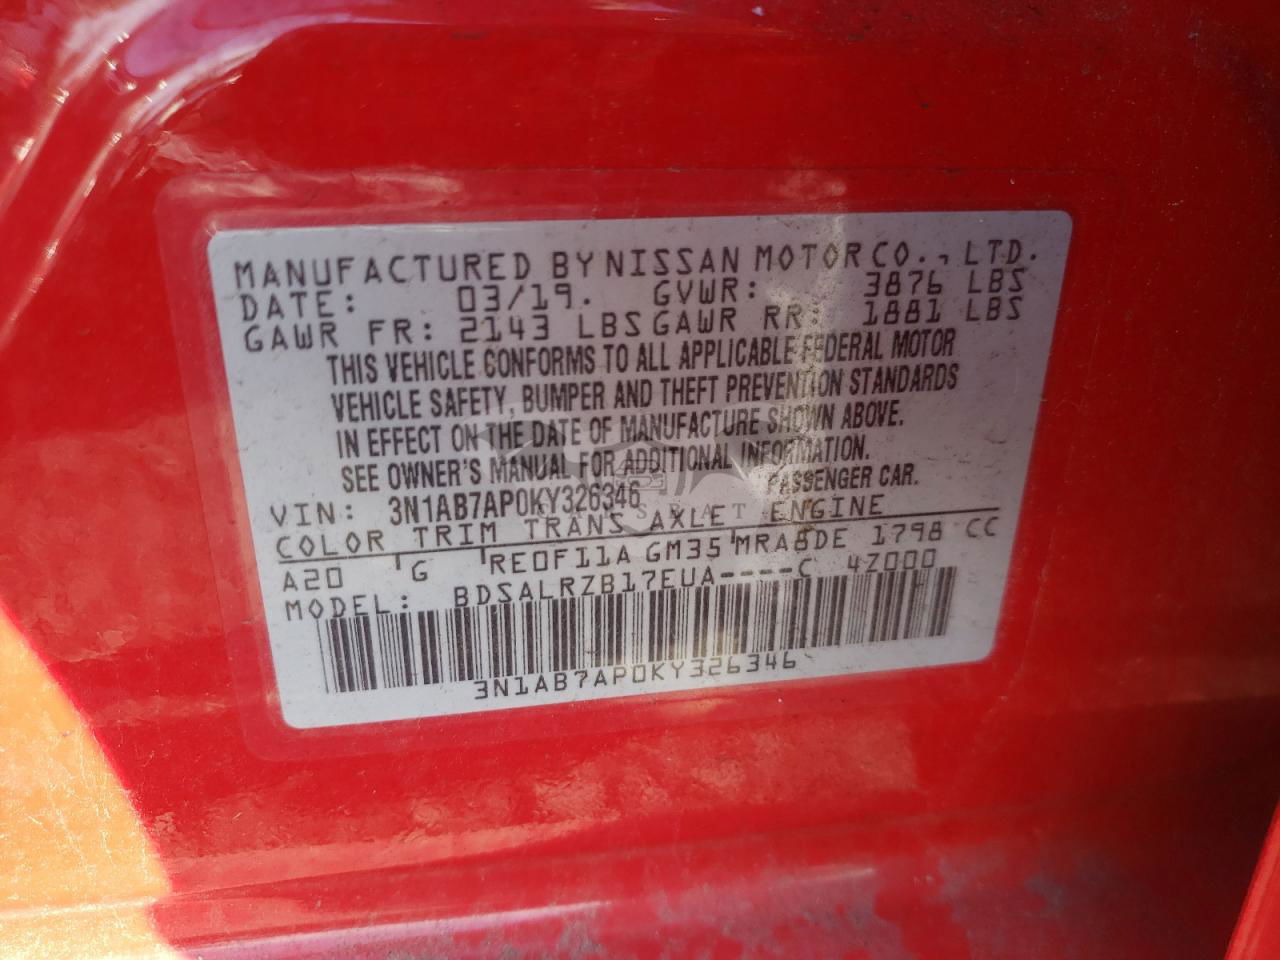 MANUFACTURED BY NISSAN MOTOR CO., LTD.
DATE: 03/19. GVWR: 3876 LBS
GAWR FR: 2143 LBS GAWR RR: 1881 LBS
THIS VEHICLE CONFORMS TO ALL APPLICABLE FEDERAL MOTOR
VEHICLE SAFETY, BUMPER AND THEFT PREVENTION STANDARDS
IN EFFECT ON THE DATE OF MANUFACTURE SHOWN ABOVE.
SEE OWNER'S MANUAL FOR ADDITIONAL INFORMATION.
VIN: 3N1AB7AP0KY326346 PASSENGER CAR.
COLOR TRIM TRANS AXLE ENGINE
A20 G RE0F11A GM35 MRA8DE 1798 CC
MODEL: BDSALRZB17EUA----C 4Z000
3N1AB7AP0KY326346